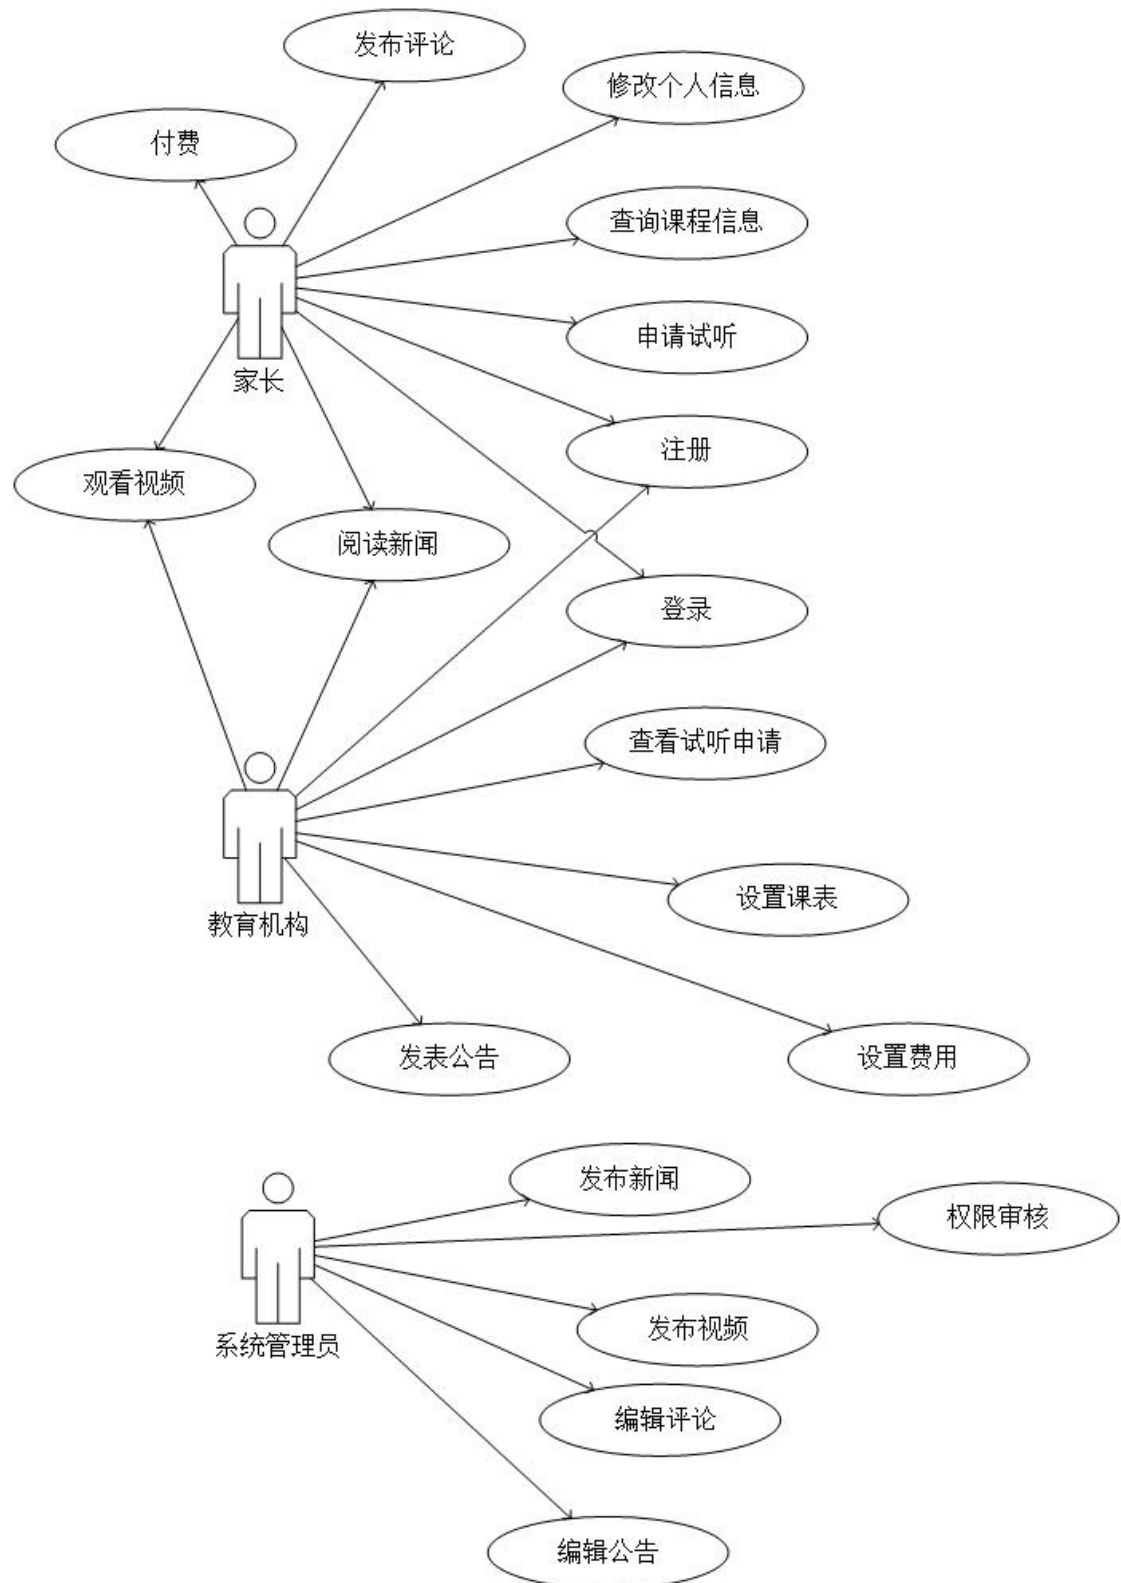 发布评论
修改个人信息
付费
查询课程信息
申请试听
家长
注册
观看视频
阅读新闻
登录
查看试听申请
设置课表
教育机构
发表公告
设置费用
发布新闻
权限审核
发布视频
系统管理员
编辑评论
编辑公告